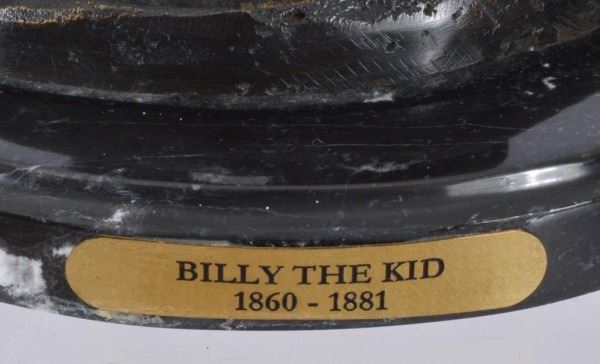 BILLY THE KID
1860 - 1881